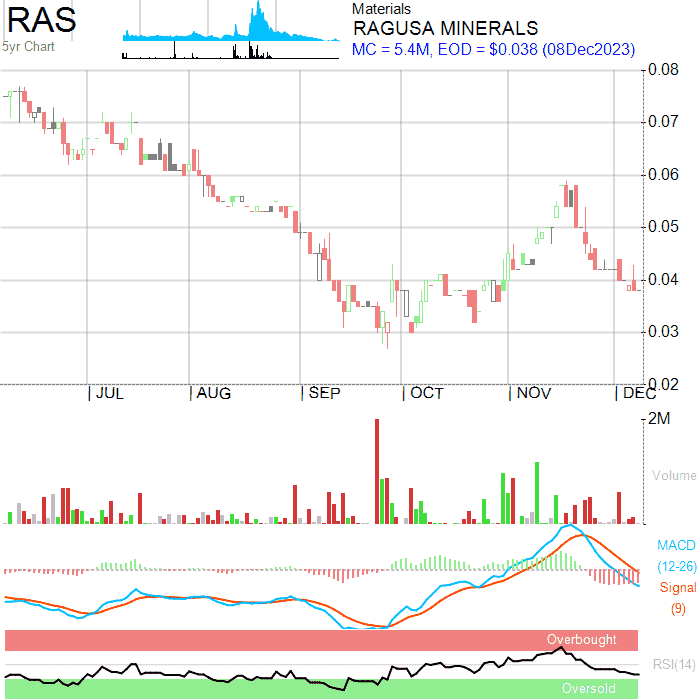 RAS
5yr Chart
Materials
RAGUSA MINERALS
MC = 5.4M, EOD = $0.038 (08Dec2023)
0.08
0.07
0.06
0.05
0.04
0.03
0.02
JUL AUG SEP OCT NOV DEC
2M
Volume
MACD
(12-26)
Signal
(9)
Overbought
RSI(14)
Oversold